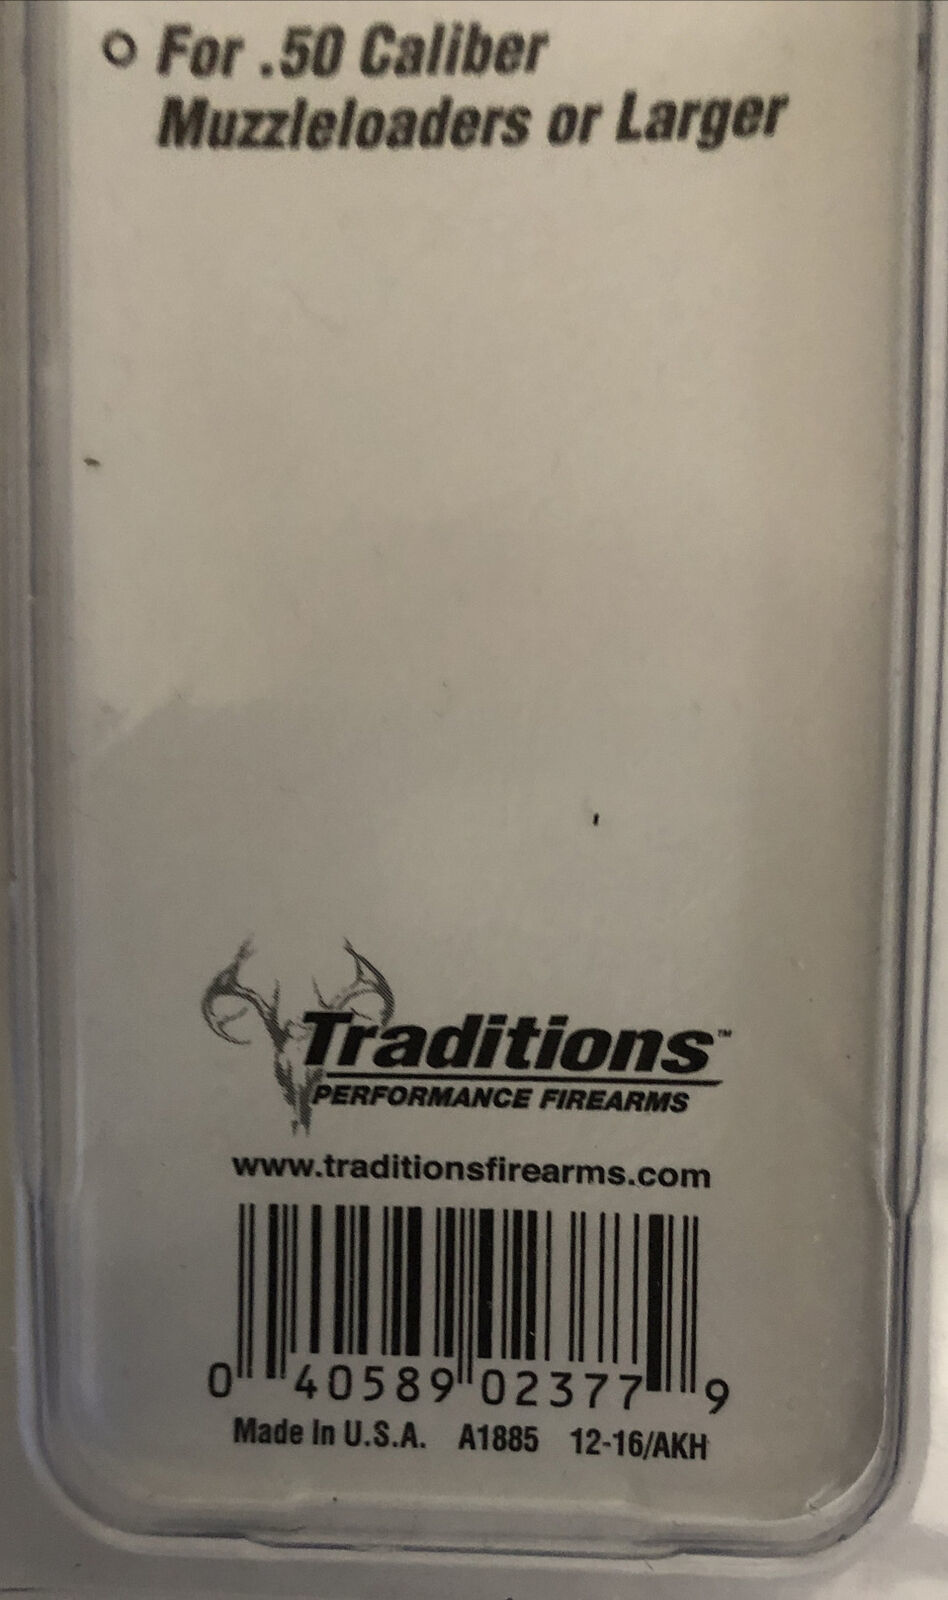 For .50 Caliber
Muzzleloaders or Larger
Traditions™
PERFORMANCE FIREARMS
www.traditionsfirearms.com
0 40589 02377 9
Made In U.S.A. A1885 12-16/AKH